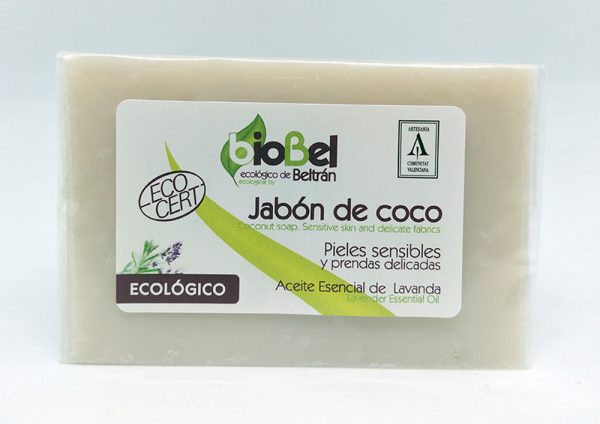 bioBel
ecológico de Beltrán
ecological by
ARTESANIA
A
COMUNITAT
VALENCIANA
ECO
CERT
Jabón de coco
Coconut soap. Sensitive skin and delicate fabrics
Pieles sensibles
y prendas delicadas
Aceite Esencial de Lavanda
Lavender Essential Oil
ECOLÓGICO